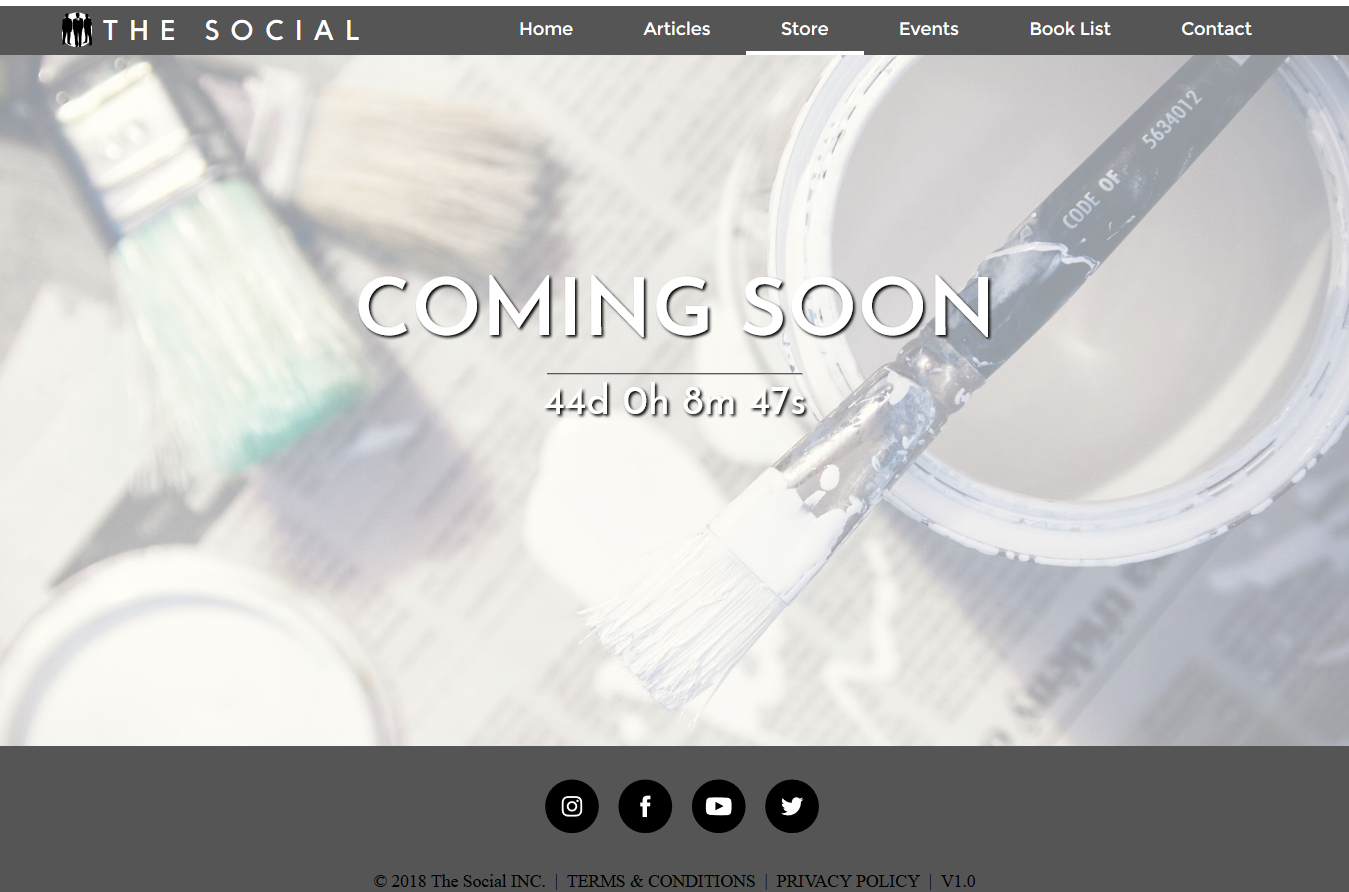 THE SOCIAL
Home Articles Store Events Book List Contact
CODE OF 5634012
COMING SOON
44d 0h 8m 47s
© 2018 The Social INC. | TERMS & CONDITIONS | PRIVACY POLICY | V1.0